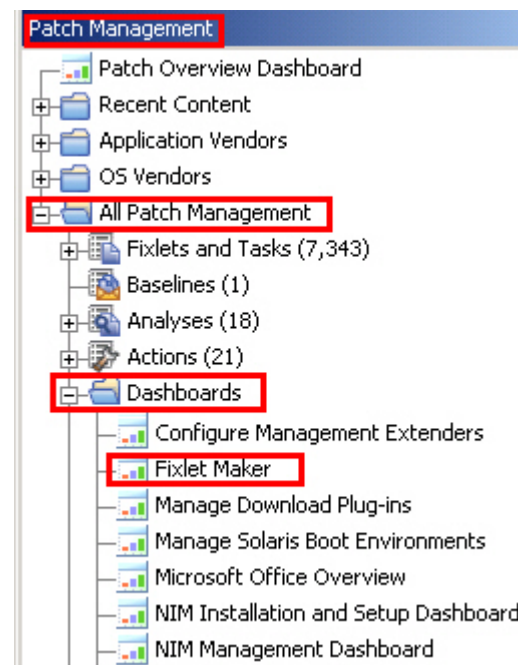 Patch Management
Patch Overview Dashboard
Recent Content
Application Vendors
OS Vendors
All Patch Management
Fixlets and Tasks (7,343)
Baselines (1)
Analyses (18)
Actions (21)
Dashboards
Configure Management Extenders
Fixlet Maker
Manage Download Plug-ins
Manage Solaris Boot Environments
Microsoft Office Overview
NIM Installation and Setup Dashboard
NIM Management Dashboard